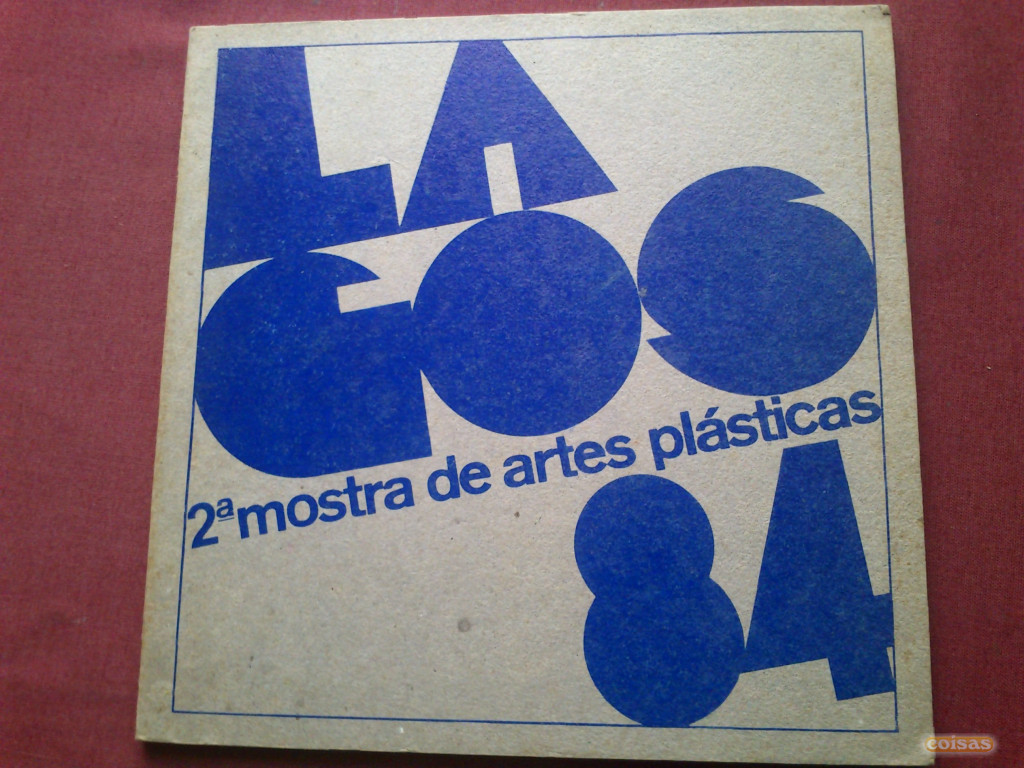 LA
GOS
2ª mostra de artes plásticas
84
coisas